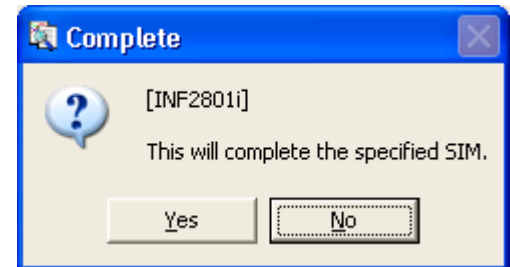 Complete
[INF2801i]
This will complete the specified SIM.
Yes
No